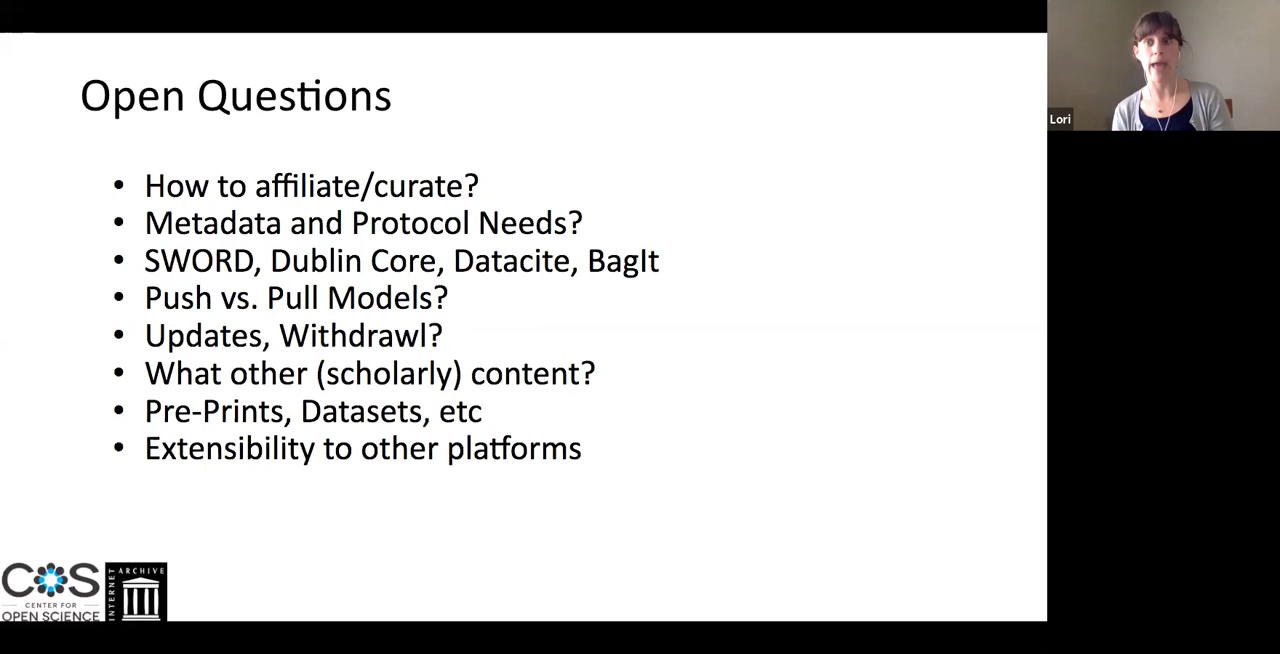 Open Questions
Lori
• How to affiliate/curate?
• Metadata and Protocol Needs?
• SWORD, Dublin Core, Datacite, BagIt
• Push vs. Pull Models?
• Updates, Withdrawl?
• What other (scholarly) content?
• Pre-Prints, Datasets, etc
• Extensibility to other platforms
COS
CENTER FOR
OPEN SCIENCE
INTERNET
ARCHIVE